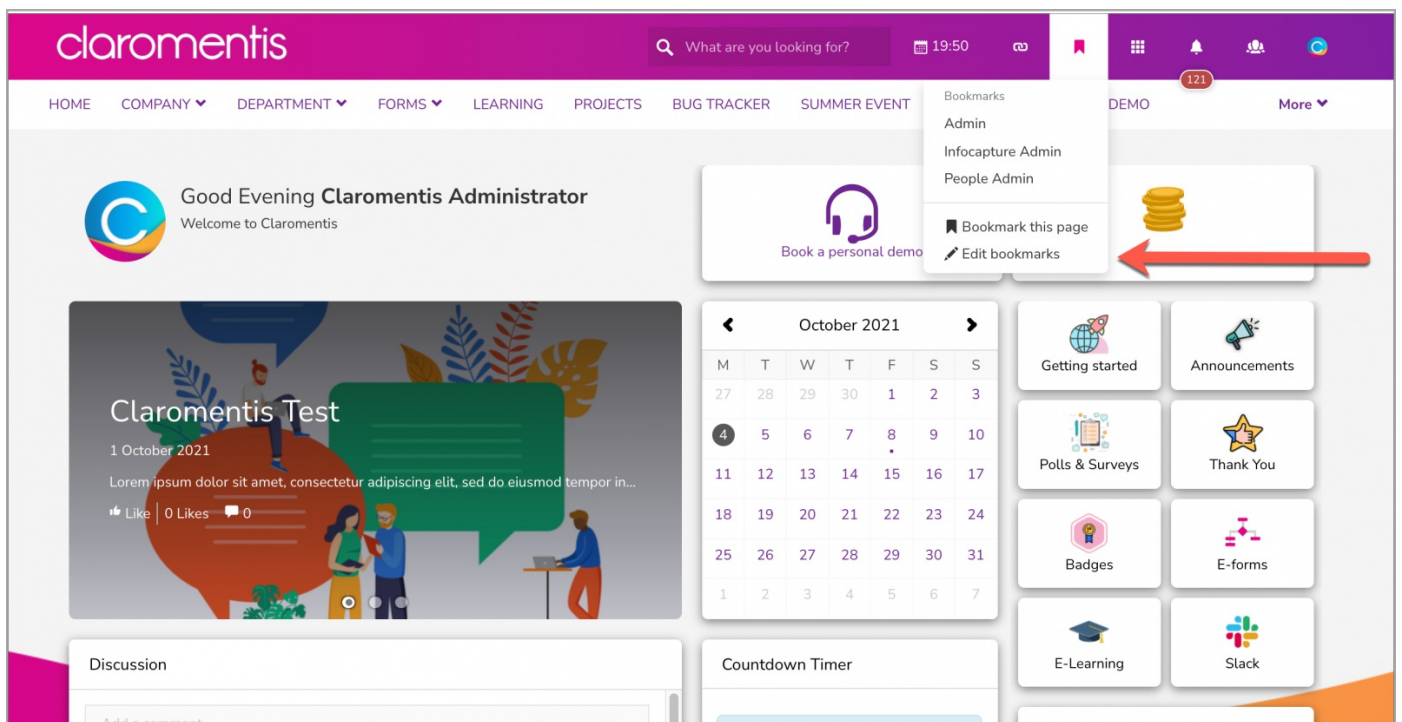 claromentis
What are you looking for?
19:50
121
HOME COMPANY DEPARTMENT FORMS LEARNING PROJECTS BUG TRACKER SUMMER EVENT DEMO More
Bookmarks
Admin
Infocapture Admin
People Admin
Bookmark this page
Edit bookmarks
Good Evening Claromentis Administrator
Welcome to Claromentis
Book a personal demo
Claromentis Test
1 October 2021
Lorem ipsum dolor sit amet, consectetur adipiscing elit, sed do eiusmod tempor in...
Like 0 Likes 0
October 2021
M T W T F S S
27 28 29 30 1 2 3
4 5 6 7 8 9 10
11 12 13 14 15 16 17
18 19 20 21 22 23 24
25 26 27 28 29 30 31
1 2 3 4 5 6 7
Getting started
Announcements
Polls & Surveys
Thank You
Badges
E-forms
E-Learning
Slack
Discussion
Countdown Timer